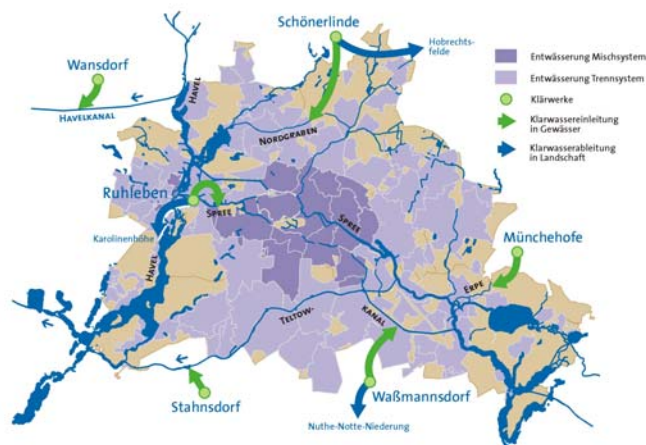 Schönerlinde
Hobrechts-
felde
Wansdorf
HAVELKANAL
HAVEL
NORDGRABEN
Entwässerung Mischsystem
Entwässerung Trennsystem
Klärwerke
Klarwassereinleitung
in Gewässer
Klarwasserableitung
in Landschaft
Ruhleben
SPREE
SPREE
Karolinenhöhe
HAVEL
Münchehofe
ERPE
TELTOW-
KANAL
Stahnsdorf
Waßmannsdorf
Nuthe-Notte-Niederung